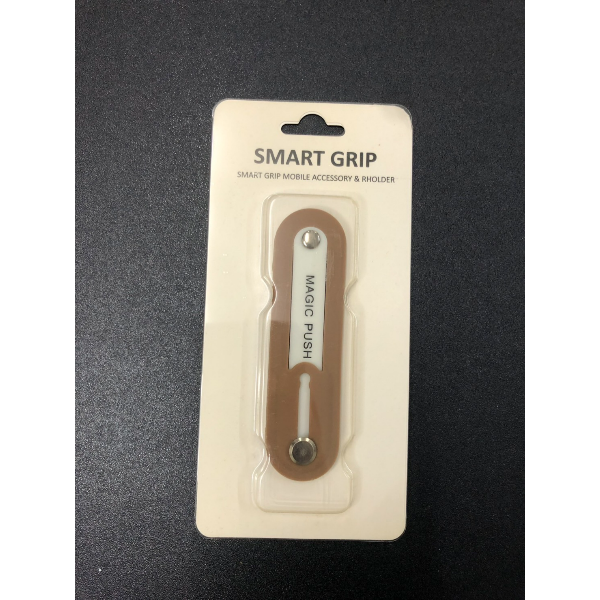 SMART GRIP
SMART GRIP MOBILE ACCESSORY & RHOLDER
MAGIC PUSH